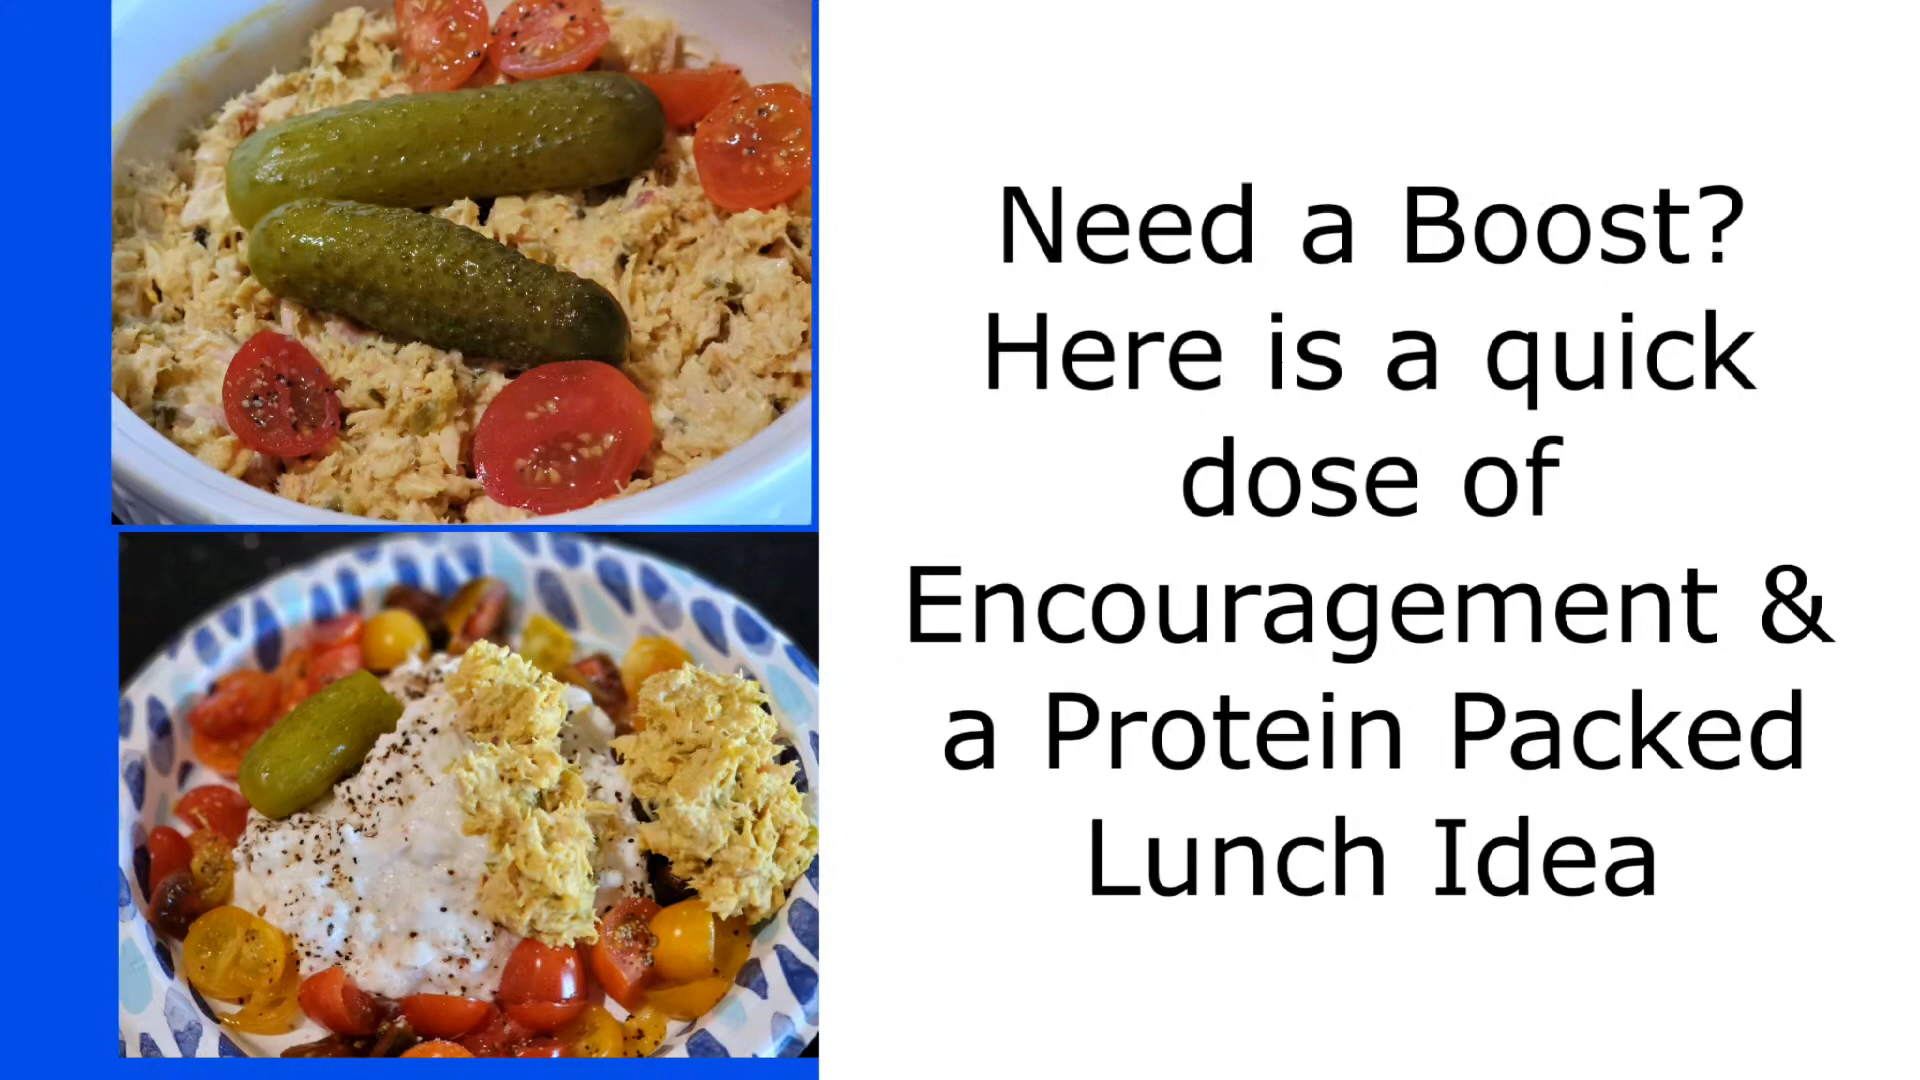 Need a Boost?
Here is a quick
dose of
Encouragement &
a Protein Packed
Lunch Idea